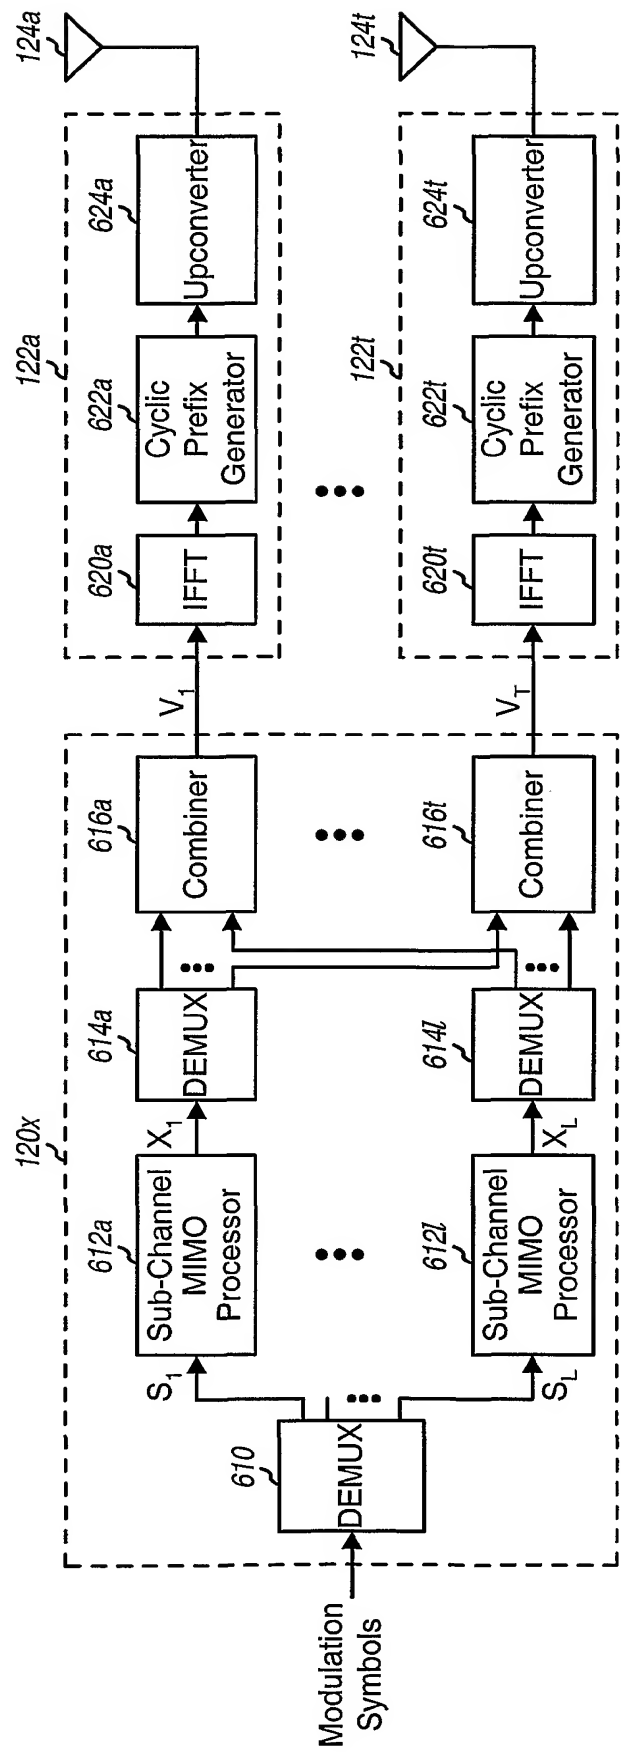 Modulation
Symbols
120x
610
DEMUX
S1
612a
Sub-Channel
MIMO
Processor
X1
614a
DEMUX
616a
Combiner
V1
122a
620a
IFFT
622a
Cyclic
Prefix
Generator
624a
Upconverter
124a
SL
612l
Sub-Channel
MIMO
Processor
XL
614l
DEMUX
616t
Combiner
VT
122t
620t
IFFT
622t
Cyclic
Prefix
Generator
624t
Upconverter
124t